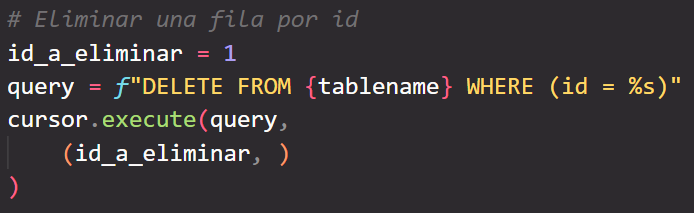 # Eliminar una fila por id
id_a_eliminar = 1
query = f"DELETE FROM {tablename} WHERE (id = %s)"
cursor.execute(query,
    (id_a_eliminar, )
)